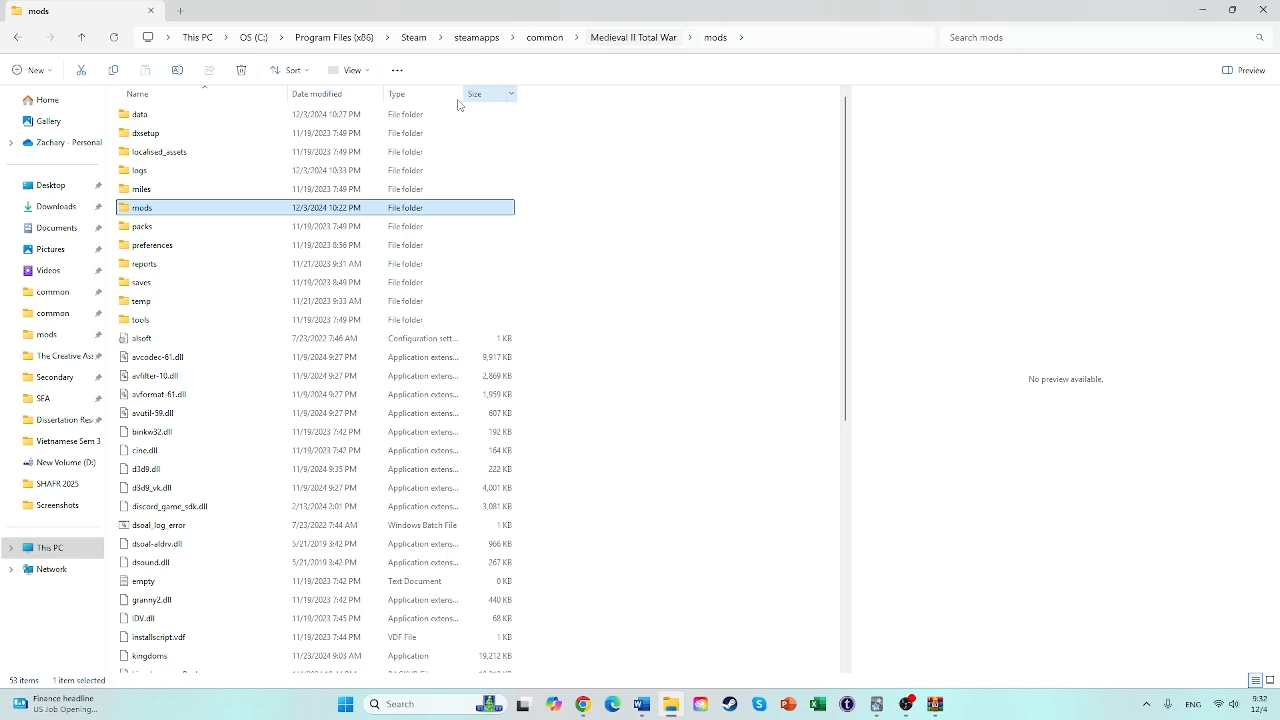 mods
This PC > OS (C:) > Program Files (x86) > Steam > steamapps > common > Medieval II Total War > mods >
Search mods
New Sort View ... Preview
Name Date modified Type Size
Home
Gallery
Zachary - Personal
Desktop
Downloads
Documents
Pictures
Videos
common
common
mods
The Creative Ass
Secondary
SEA
Dissertation Res
Vietnamese Sem 3
New Volume (D:)
SHAFR 2025
Screenshots
This PC
Network
data 12/3/2024 10:27 PM File folder
dxsetup 11/19/2023 7:49 PM File folder
localised_assets 11/19/2023 7:49 PM File folder
logs 12/3/2024 10:33 PM File folder
miles 11/19/2023 7:49 PM File folder
mods 12/3/2024 10:22 PM File folder
packs 11/19/2023 7:49 PM File folder
preferences 11/19/2023 8:56 PM File folder
reports 11/21/2023 9:31 AM File folder
saves 11/19/2023 8:49 PM File folder
temp 11/21/2023 9:33 AM File folder
tools 11/19/2023 7:49 PM File folder
alsoft 7/23/2022 7:46 AM Configuration sett... 1 KB
avcodec-61.dll 11/9/2024 9:27 PM Application extens... 9,917 KB
avfilter-10.dll 11/9/2024 9:27 PM Application extens... 2,869 KB
avformat-61.dll 11/9/2024 9:27 PM Application extens... 1,959 KB
avutil-59.dll 11/9/2024 9:27 PM Application extens... 607 KB
binkw32.dll 11/19/2023 7:42 PM Application extens... 192 KB
cino.dll 11/19/2023 7:42 PM Application extens... 164 KB
d3d9.dll 11/9/2024 9:35 PM Application extens... 222 KB
d3d9_vk.dll 11/9/2024 9:27 PM Application extens... 4,001 KB
discord_game_sdk.dll 2/13/2024 2:01 PM Application extens... 3,081 KB
dsoal_log_error 7/23/2022 7:44 AM Windows Batch File 1 KB
dsoal-aldrv.dll 5/21/2019 3:42 PM Application extens... 966 KB
dsound.dll 5/21/2019 3:42 PM Application extens... 267 KB
empty 11/19/2023 7:42 PM Text Document 0 KB
granny2.dll 11/19/2023 7:42 PM Application extens... 440 KB
IDV.dll 11/19/2023 7:45 PM Application extens... 68 KB
installscript.vdf 11/19/2023 7:44 PM VDF File 1 KB
kingdoms 11/23/2024 9:03 AM Application 19,212 KB
No preview available.
53 items 1 item selected
Finance headline
US Job Opening...
Search
ENG
9:32
12/4